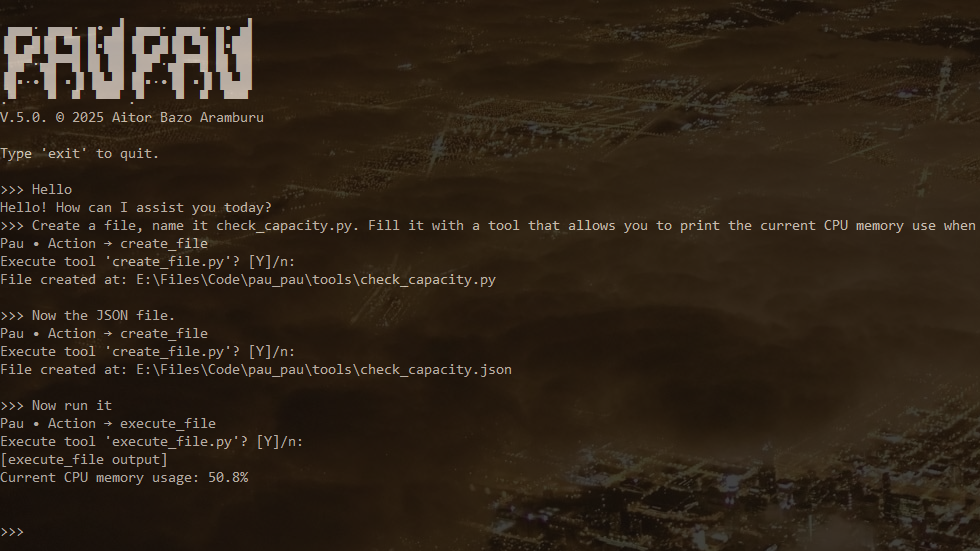 PAU PAU
V.5.0. © 2025 Aitor Bazo Aramburu
Type 'exit' to quit.
>>> Hello
Hello! How can I assist you today?
>>> Create a file, name it check_capacity.py. Fill it with a tool that allows you to print the current CPU memory use when
Pau • Action → create_file
Execute tool 'create_file.py'? [Y]/n:
File created at: E:\Files\Code\pau_pau\tools\check_capacity.py
>>> Now the JSON file.
Pau • Action → create_file
Execute tool 'create_file.py'? [Y]/n:
File created at: E:\Files\Code\pau_pau\tools\check_capacity.json
>>> Now run it
Pau • Action → execute_file
Execute tool 'execute_file.py'? [Y]/n:
[execute_file output]
Current CPU memory usage: 50.8%
>>>